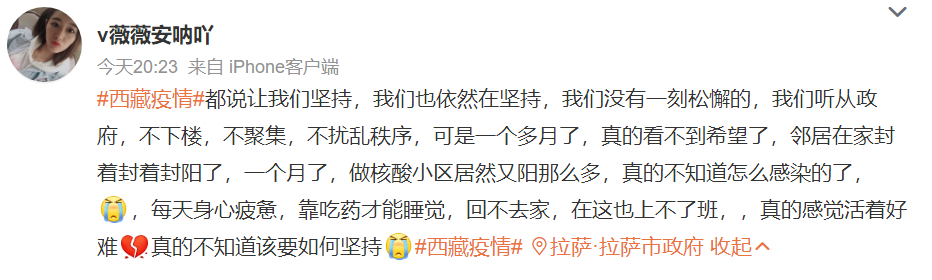 v薇薇安呐吖
今天20:23 来自 iPhone客户端
#西藏疫情#都说让我们坚持，我们也依然在坚持，我们没有一刻松懈的，我们听从政
府，不下楼，不聚集，不扰乱秩序，可是一个多月了，真的看不到希望了，邻居在家封
着封着封阳了，一个月了，做核酸小区居然又阳那么多，真的不知道怎么感染的了，
😭，每天身心疲惫，靠吃药才能睡觉，回不去家，在这也上不了班，，真的感觉活着好
难💔真的不知道该要如何坚持😭#西藏疫情# 拉萨·拉萨市政府 收起